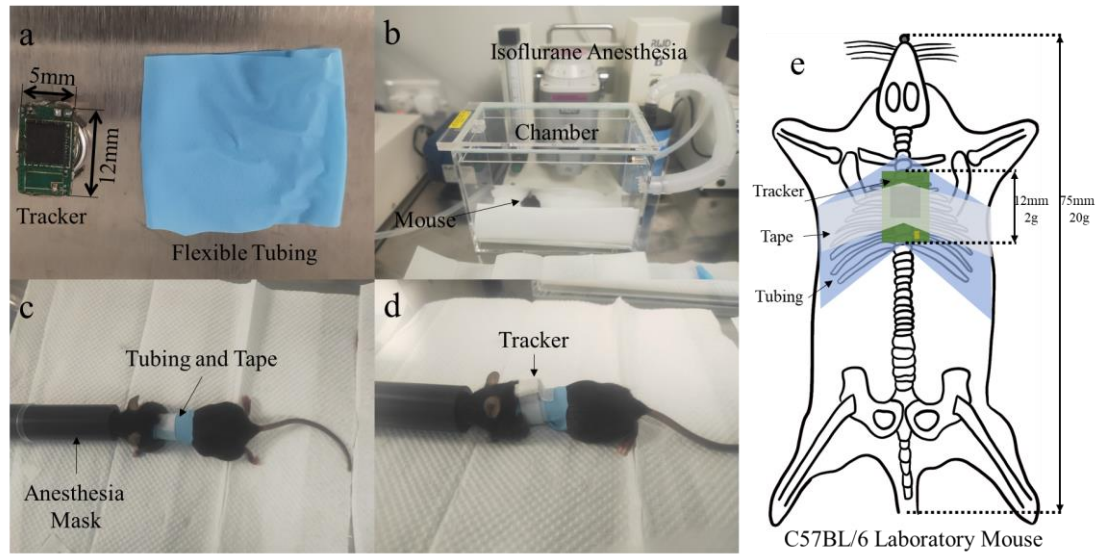 a
5mm
12mm
Tracker
Flexible Tubing
b
Isoflurane Anesthesia
RWD
Chamber
Mouse
c
Tubing and Tape
Anesthesia
Mask
d
Tracker
e
Tracker
Tape
Tubing
12mm
2g
75mm
20g
C57BL/6 Laboratory Mouse